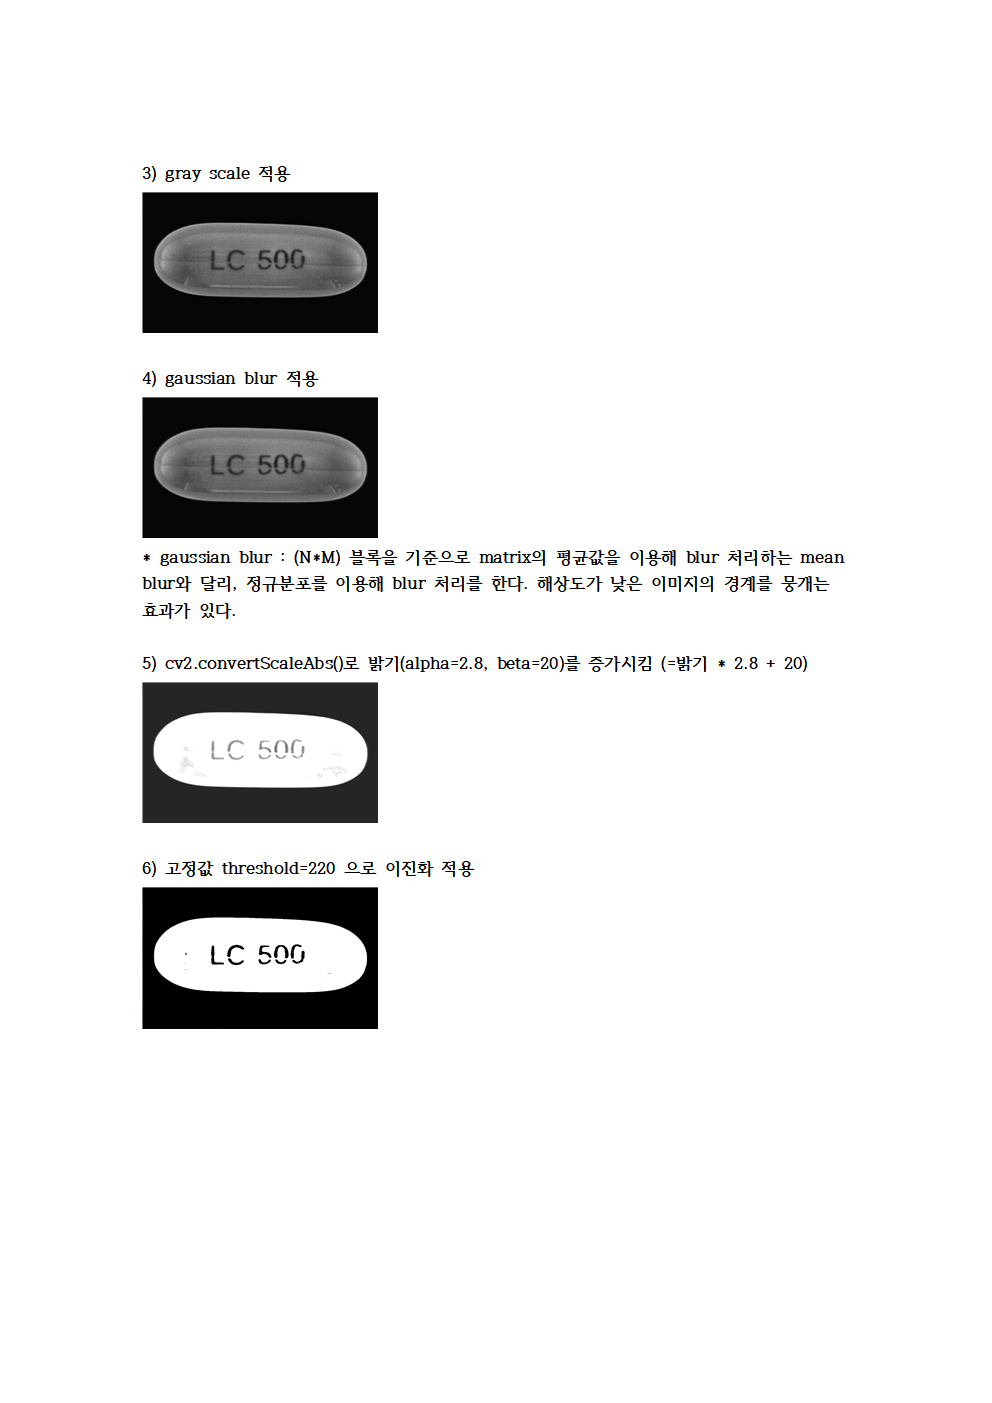 3) gray scale 적용
LC 500
4) gaussian blur 적용
LC 500
* gaussian blur : (N*M) 블록을 기준으로 matrix의 평균값을 이용해 blur 처리하는 mean
blur와 달리, 정규분포를 이용해 blur 처리를 한다. 해상도가 낮은 이미지의 경계를 뭉개는
효과가 있다.
5) cv2.convertScaleAbs()로 밝기(alpha=2.8, beta=20)를 증가시킴 (=밝기 * 2.8 + 20)
LC 500
6) 고정값 threshold=220 으로 이진화 적용
LC 500